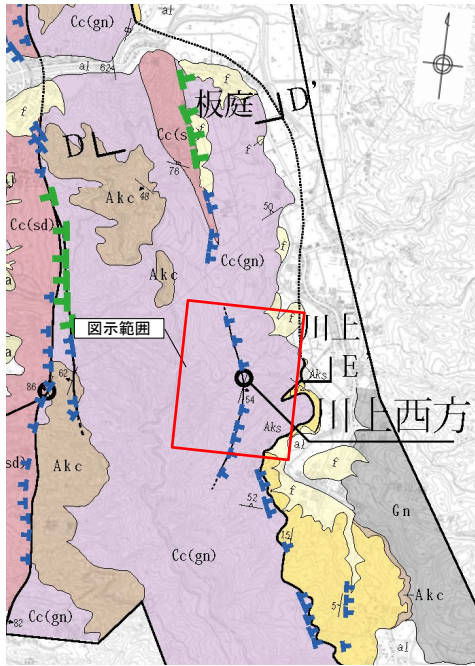 Cc(gn)
al
al
82
f
f
板庭
D'
Cc(s
D
76
48
Akc
50
Cc(sd)
Cc(gn)
f
Akc
a
図示範囲
川上
E
Aks
62
86
54
川上西方
Aks
al
f
Akc
sd)
f
52
Gn
Cc(gn)
15
Akc
5
Cc(gn)
82